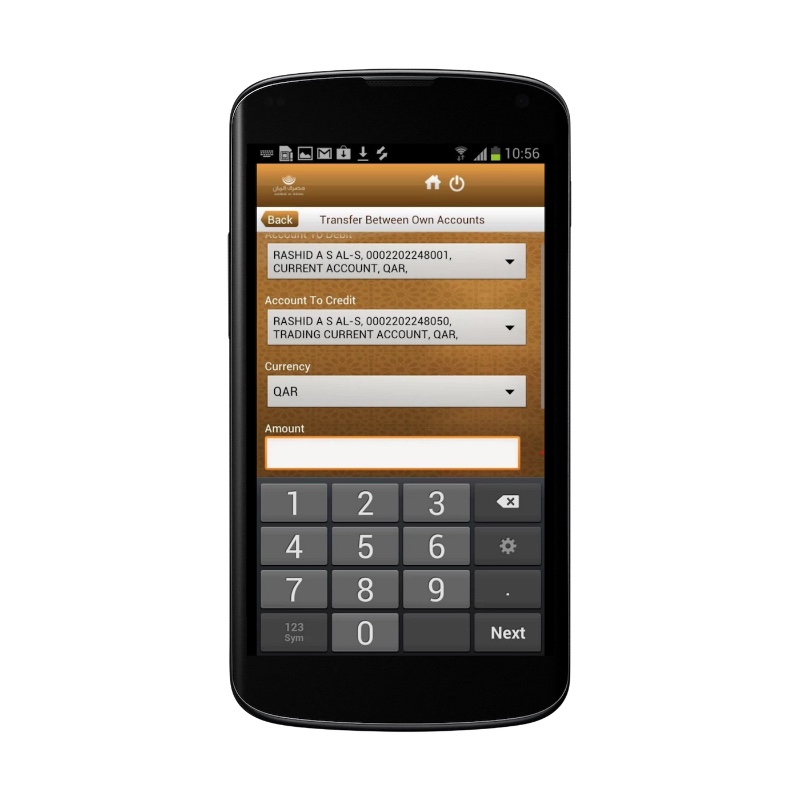 10:56
مصرف الريان
Back
Transfer Between Own Accounts
Account To Debit
RASHID A S AL-S, 0002202248001,
CURRENT ACCOUNT, QAR,
Account To Credit
RASHID A S AL-S, 0002202248050,
TRADING CURRENT ACCOUNT, QAR,
Currency
QAR
Amount
1 2 3
4 5 6
7 8 9 .
123
Sym
0 Next